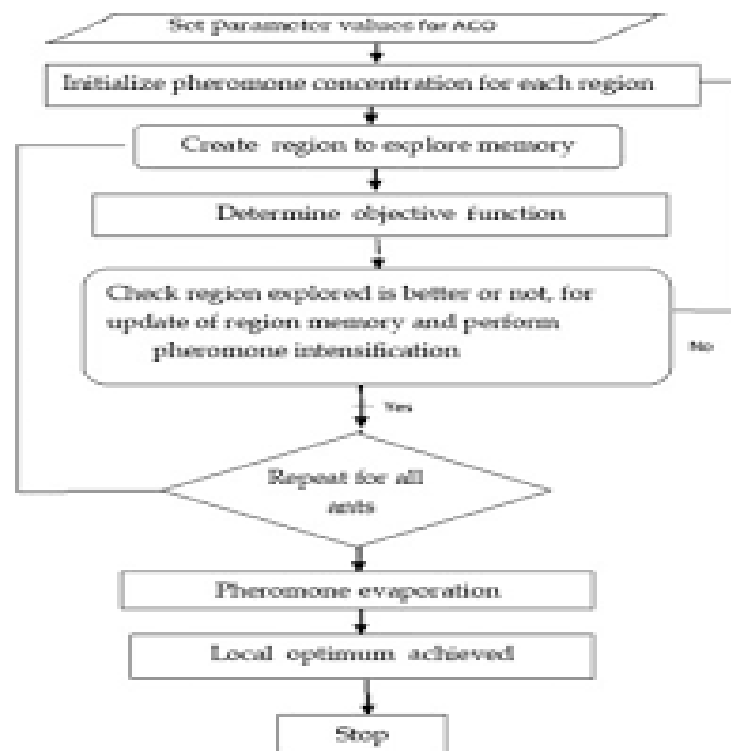 Set parameter values for ACO
Initialize pheromone concentration for each region
Create region to explore memory
Determine objective function
Check region explored is better or not, for
update of region memory and perform
pheromone intensification
No
Yes
Repeat for all
ants
Pheromone evaporation
Local optimum achieved
Stop